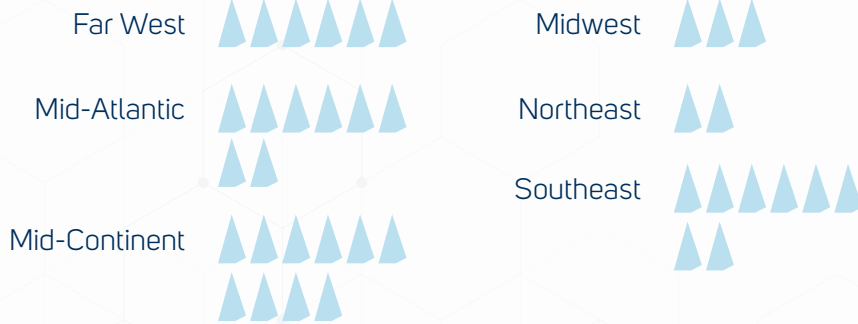 Far West
Mid-Atlantic
Mid-Continent
Midwest
Northeast
Southeast